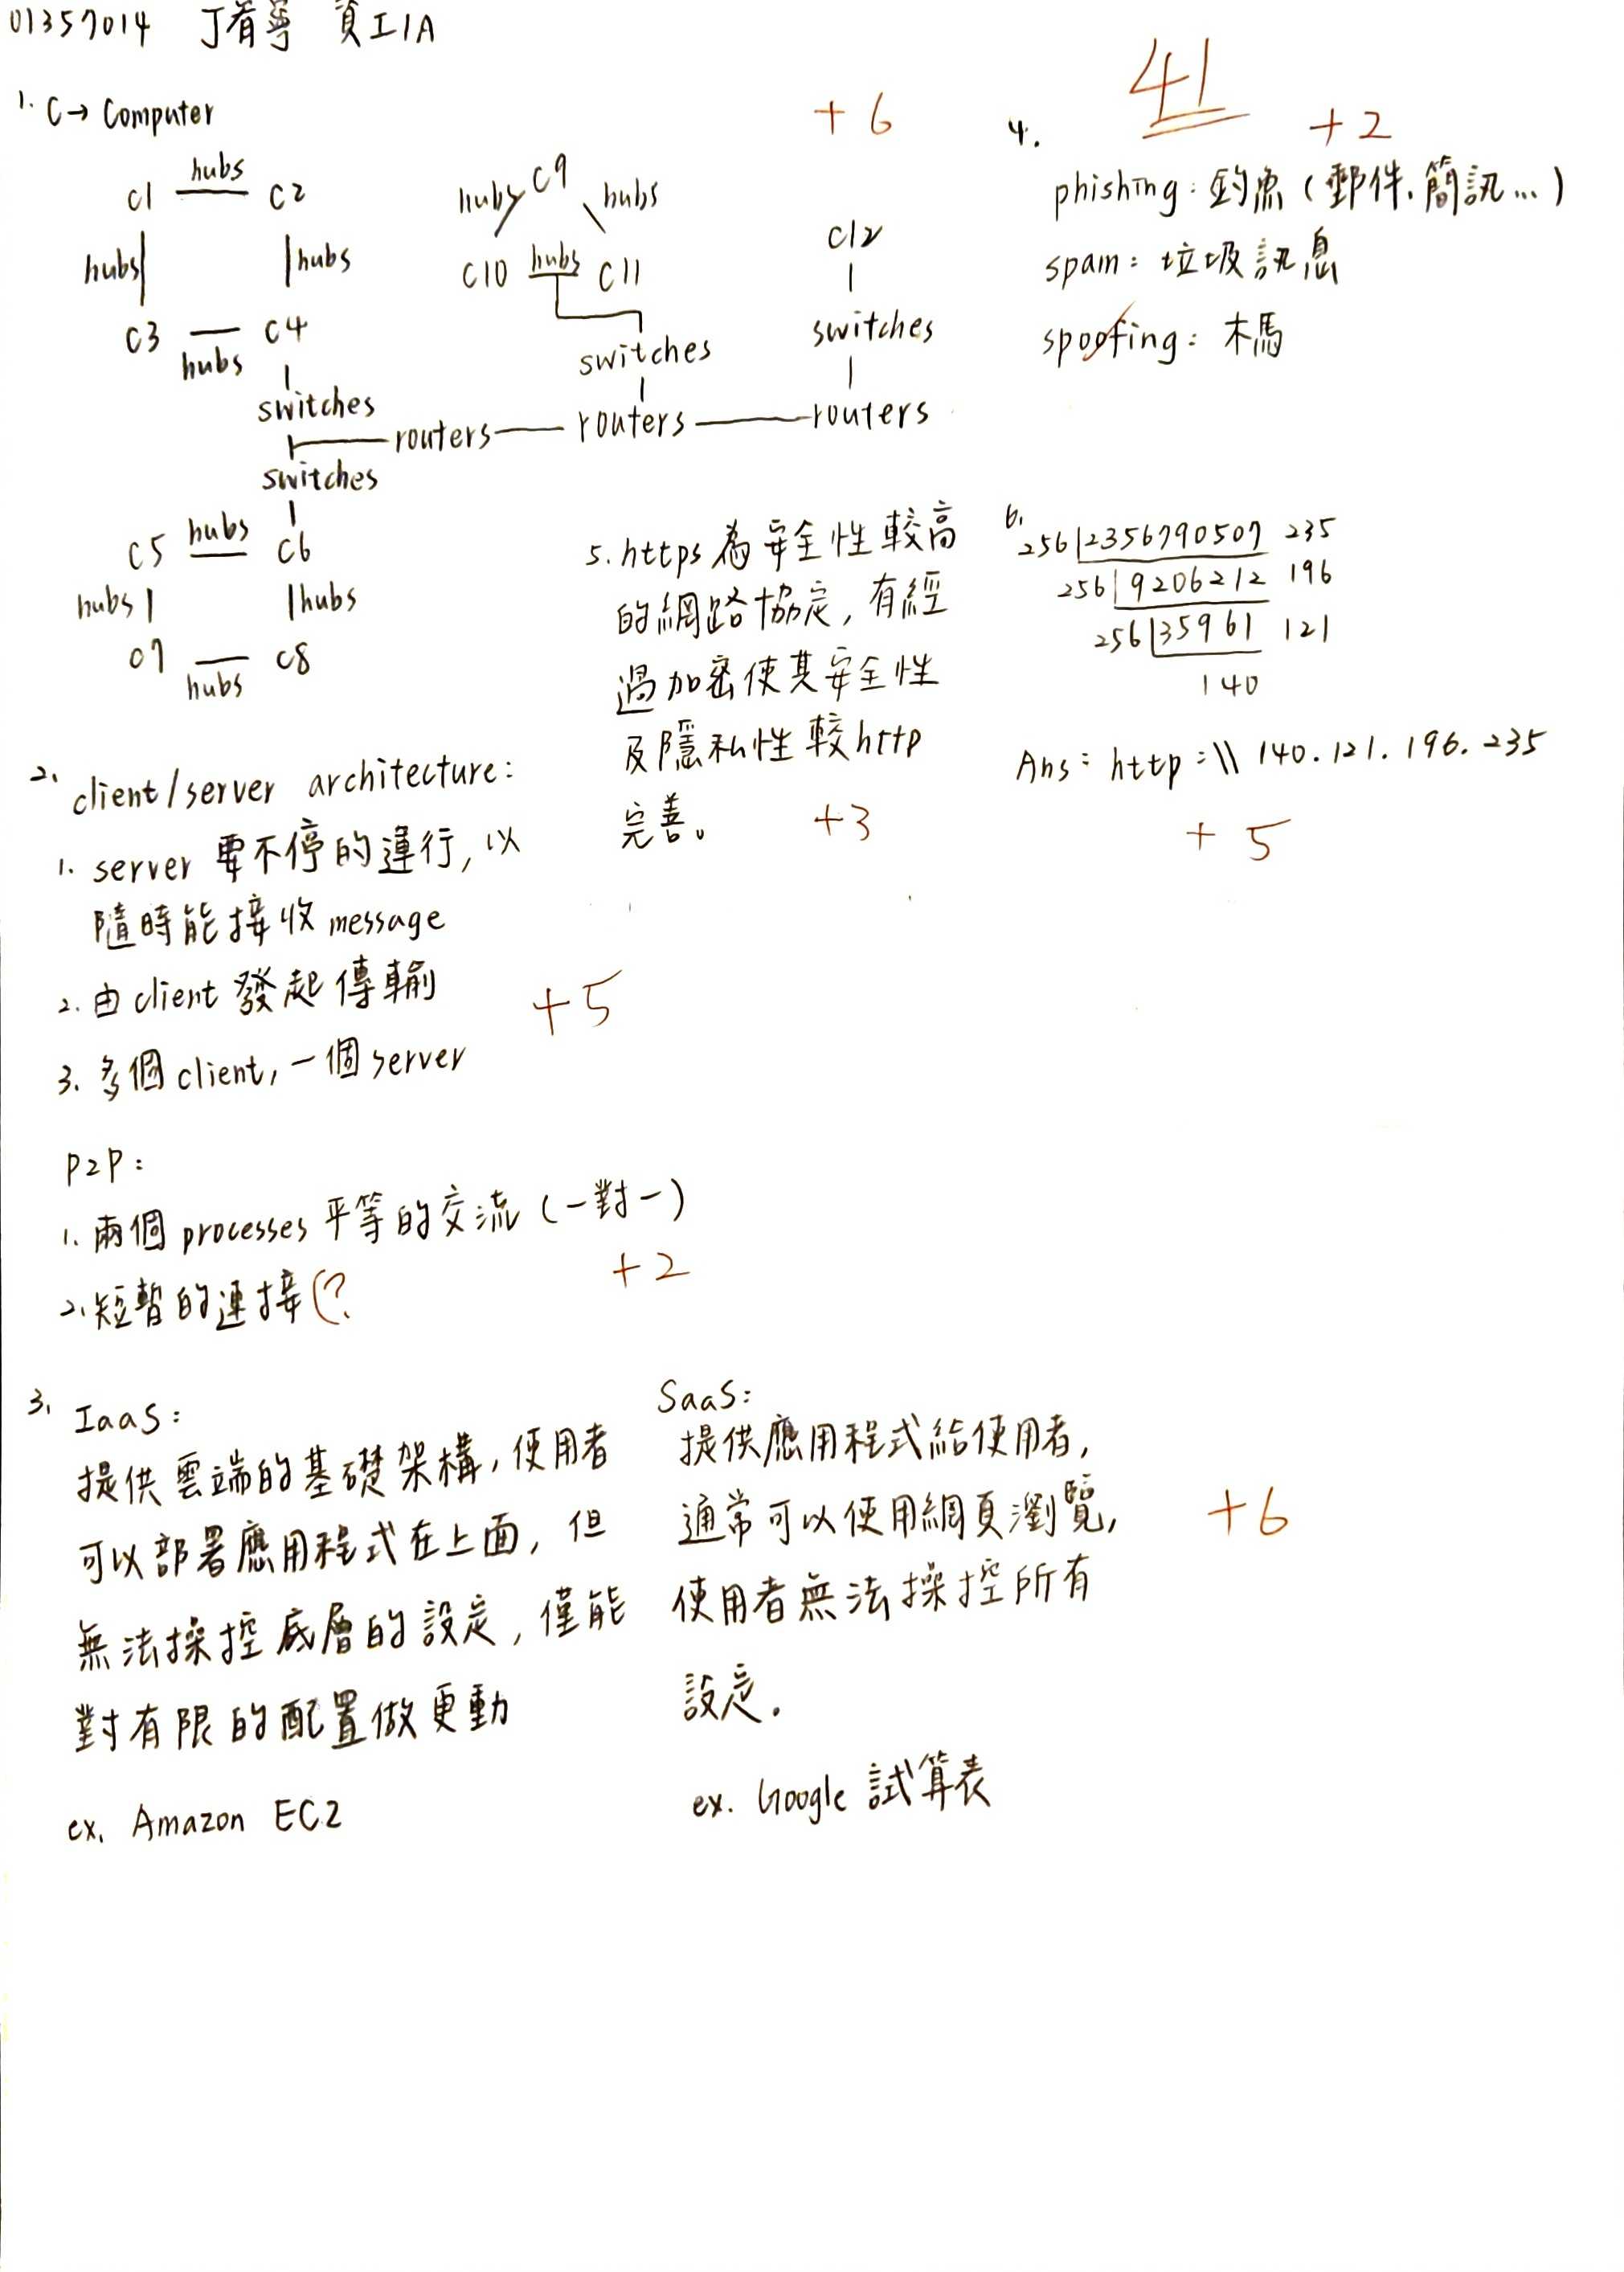 01357014 丁宥寧 資工1A
41
1. C→ Computer
+6
C1 hubs C2
hubs hubs
C3 hubs C4
switches
routers routers routers
switches
C5 hubs C6
hubs hubs
C7 hubs C8
hubs C9 hubs
C10 hubs C11
switches
C12
switches
2. client/server architecture:
1. server 要不停的運行, 以
隨時能接收 message
2. 由 client 發起傳輸
3. 多個 client, 一個 server
+5
P2P:
1. 兩個 processes 平等的交流 (一對一)
2. 短暫的連接 (?
+2
3. IaaS:
提供雲端的基礎架構, 使用者
可以部署應用程式在上面, 但
無法操控底層的設定, 僅能
對有限的配置做更動
ex. Amazon EC2
SaaS:
提供應用程式給使用者,
通常可以使用網頁瀏覽,
使用者無法操控所有
設定.
ex. Google 試算表
+6
4.
+2
phishing: 釣魚 (郵件、簡訊...)
spam: 垃圾訊息
spoofing: 木馬
5. https 為安全性較高
的網路協定, 有經
過加密使其安全性
及隱私性較 http
完善。
+3
6. 256 2356790507 235
256 9206212 196
256 35961 121
140
Ans: http:\\ 140.121.196.235
+5